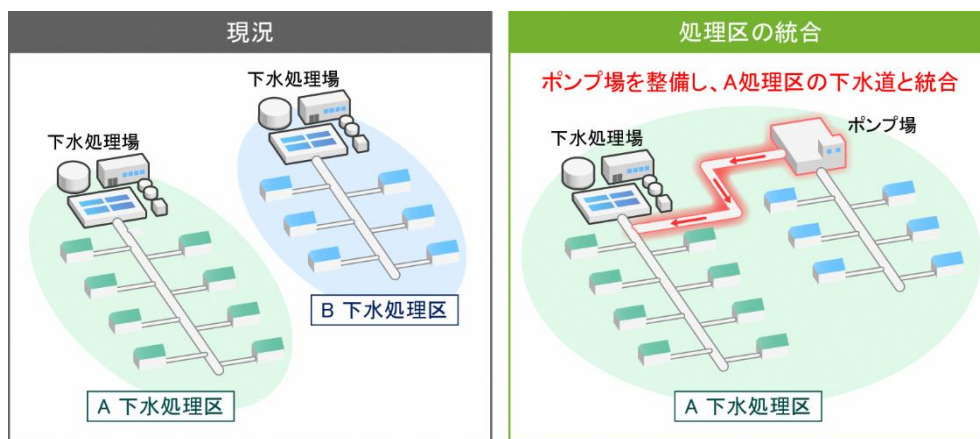 現況
下水処理場
下水処理場
B 下水処理区
A 下水処理区
処理区の統合
ポンプ場を整備し、A処理区の下水道と統合
下水処理場
ポンプ場
A 下水処理区